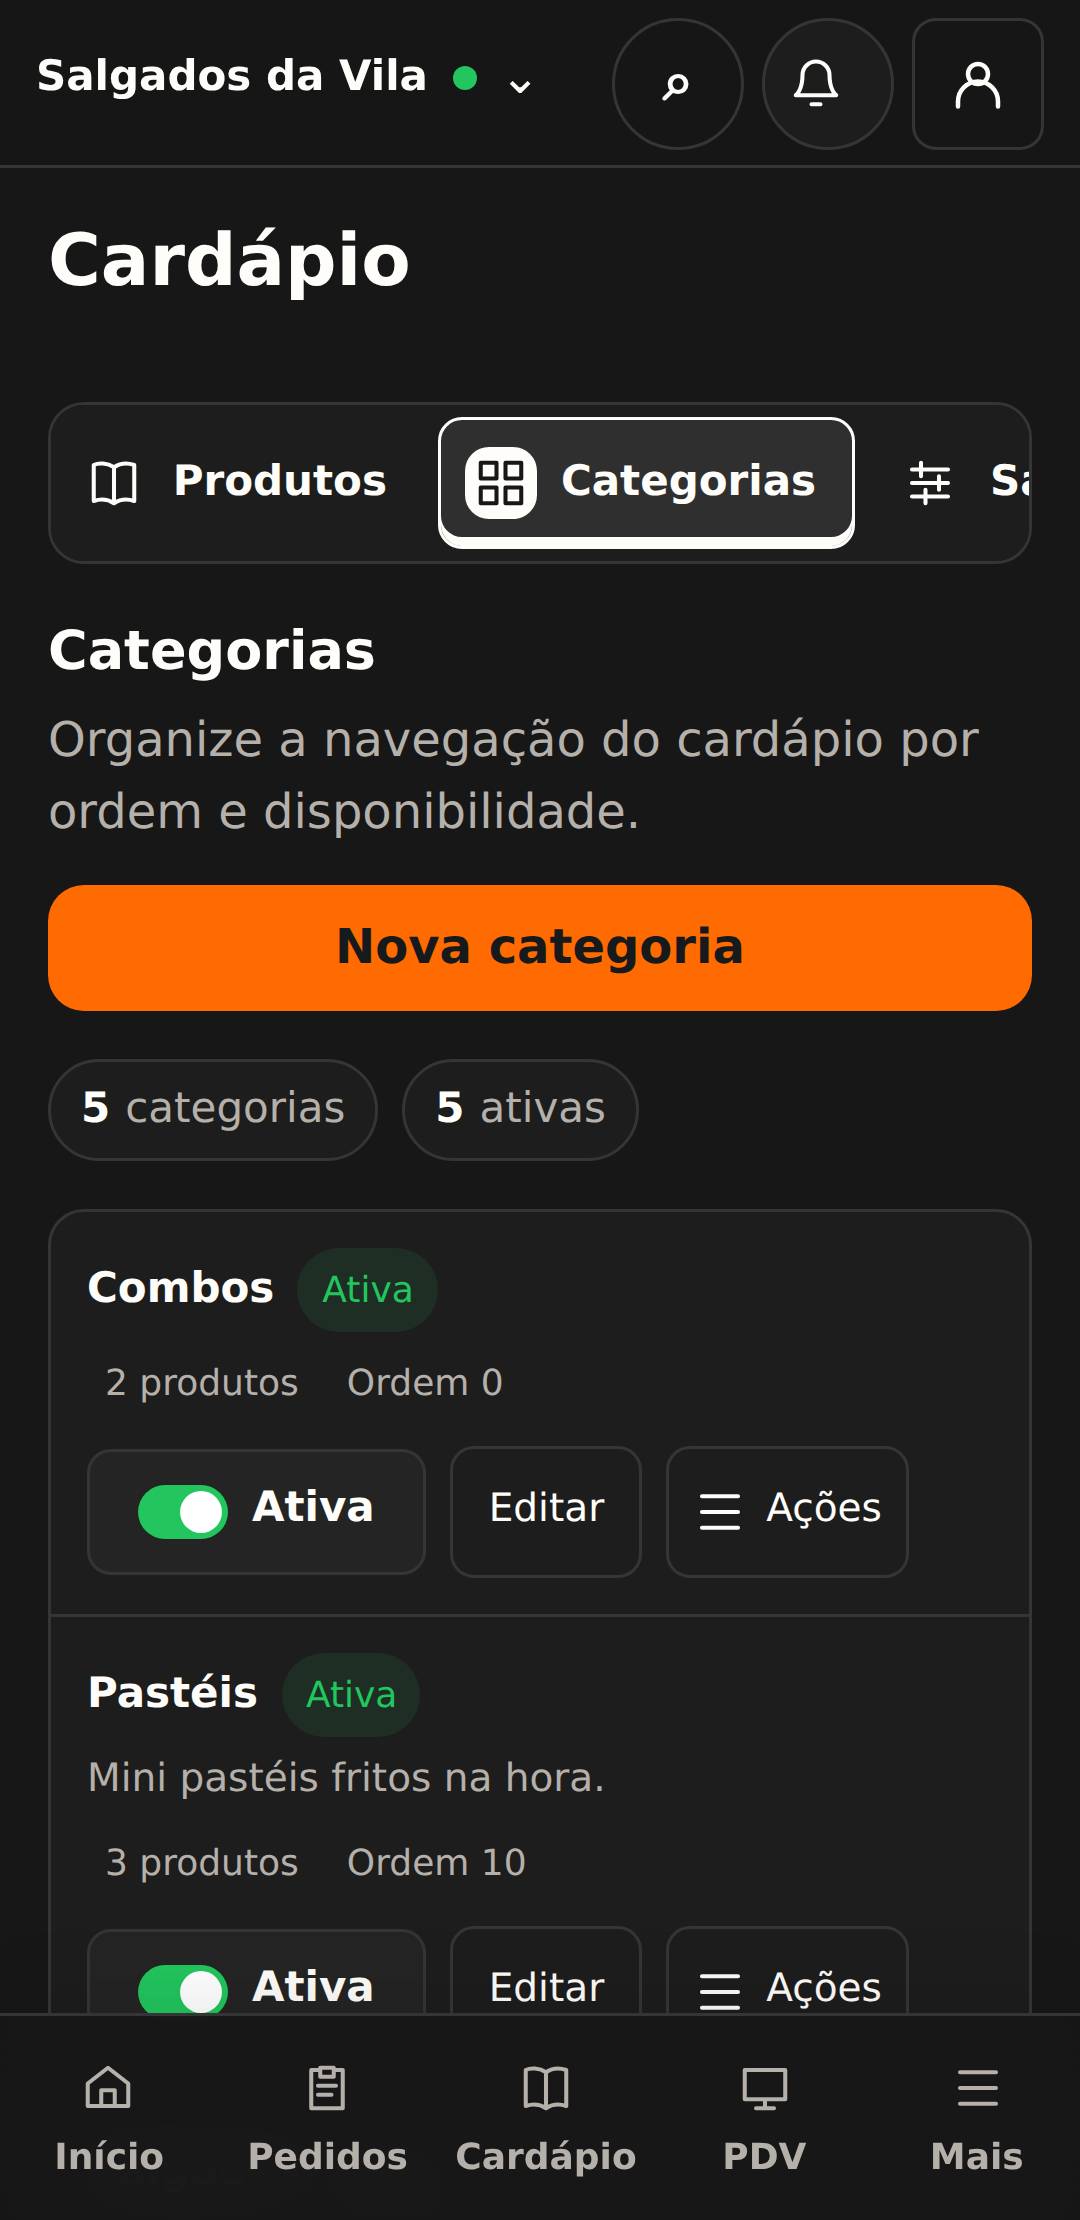 Salgados da Vila
Cardápio
Produtos Categorias Sa
Categorias
Organize a navegação do cardápio por
ordem e disponibilidade.
Nova categoria
5 categorias 5 ativas
Combos Ativa
2 produtos Ordem 0
Ativa Editar Ações
Pastéis Ativa
Mini pastéis fritos na hora.
3 produtos Ordem 10
Ativa Editar Ações
Início Pedidos Cardápio PDV Mais